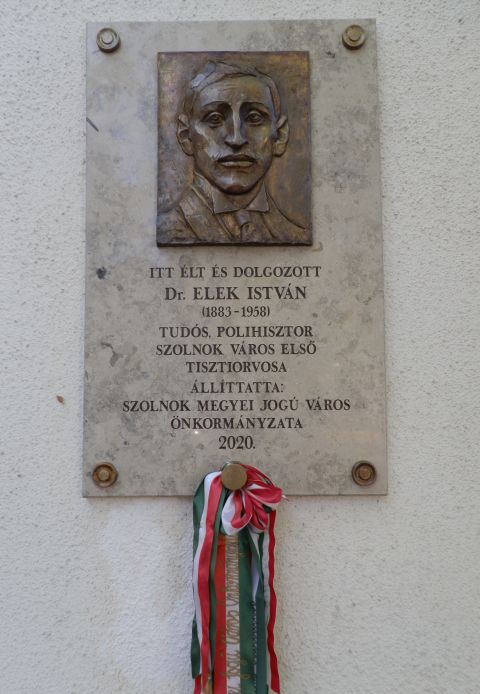 ITT ÉLT ÉS DOLGOZOTT
Dr. ELEK ISTVÁN
(1883-1958)
TUDÓS, POLIHISZTOR
SZOLNOK VÁROS ELSŐ
TISZTIORVOSA
ÁLLÍTTATTA:
SZOLNOK MEGYEI JOGÚ VÁROS
ÖNKORMÁNYZATA
2020.